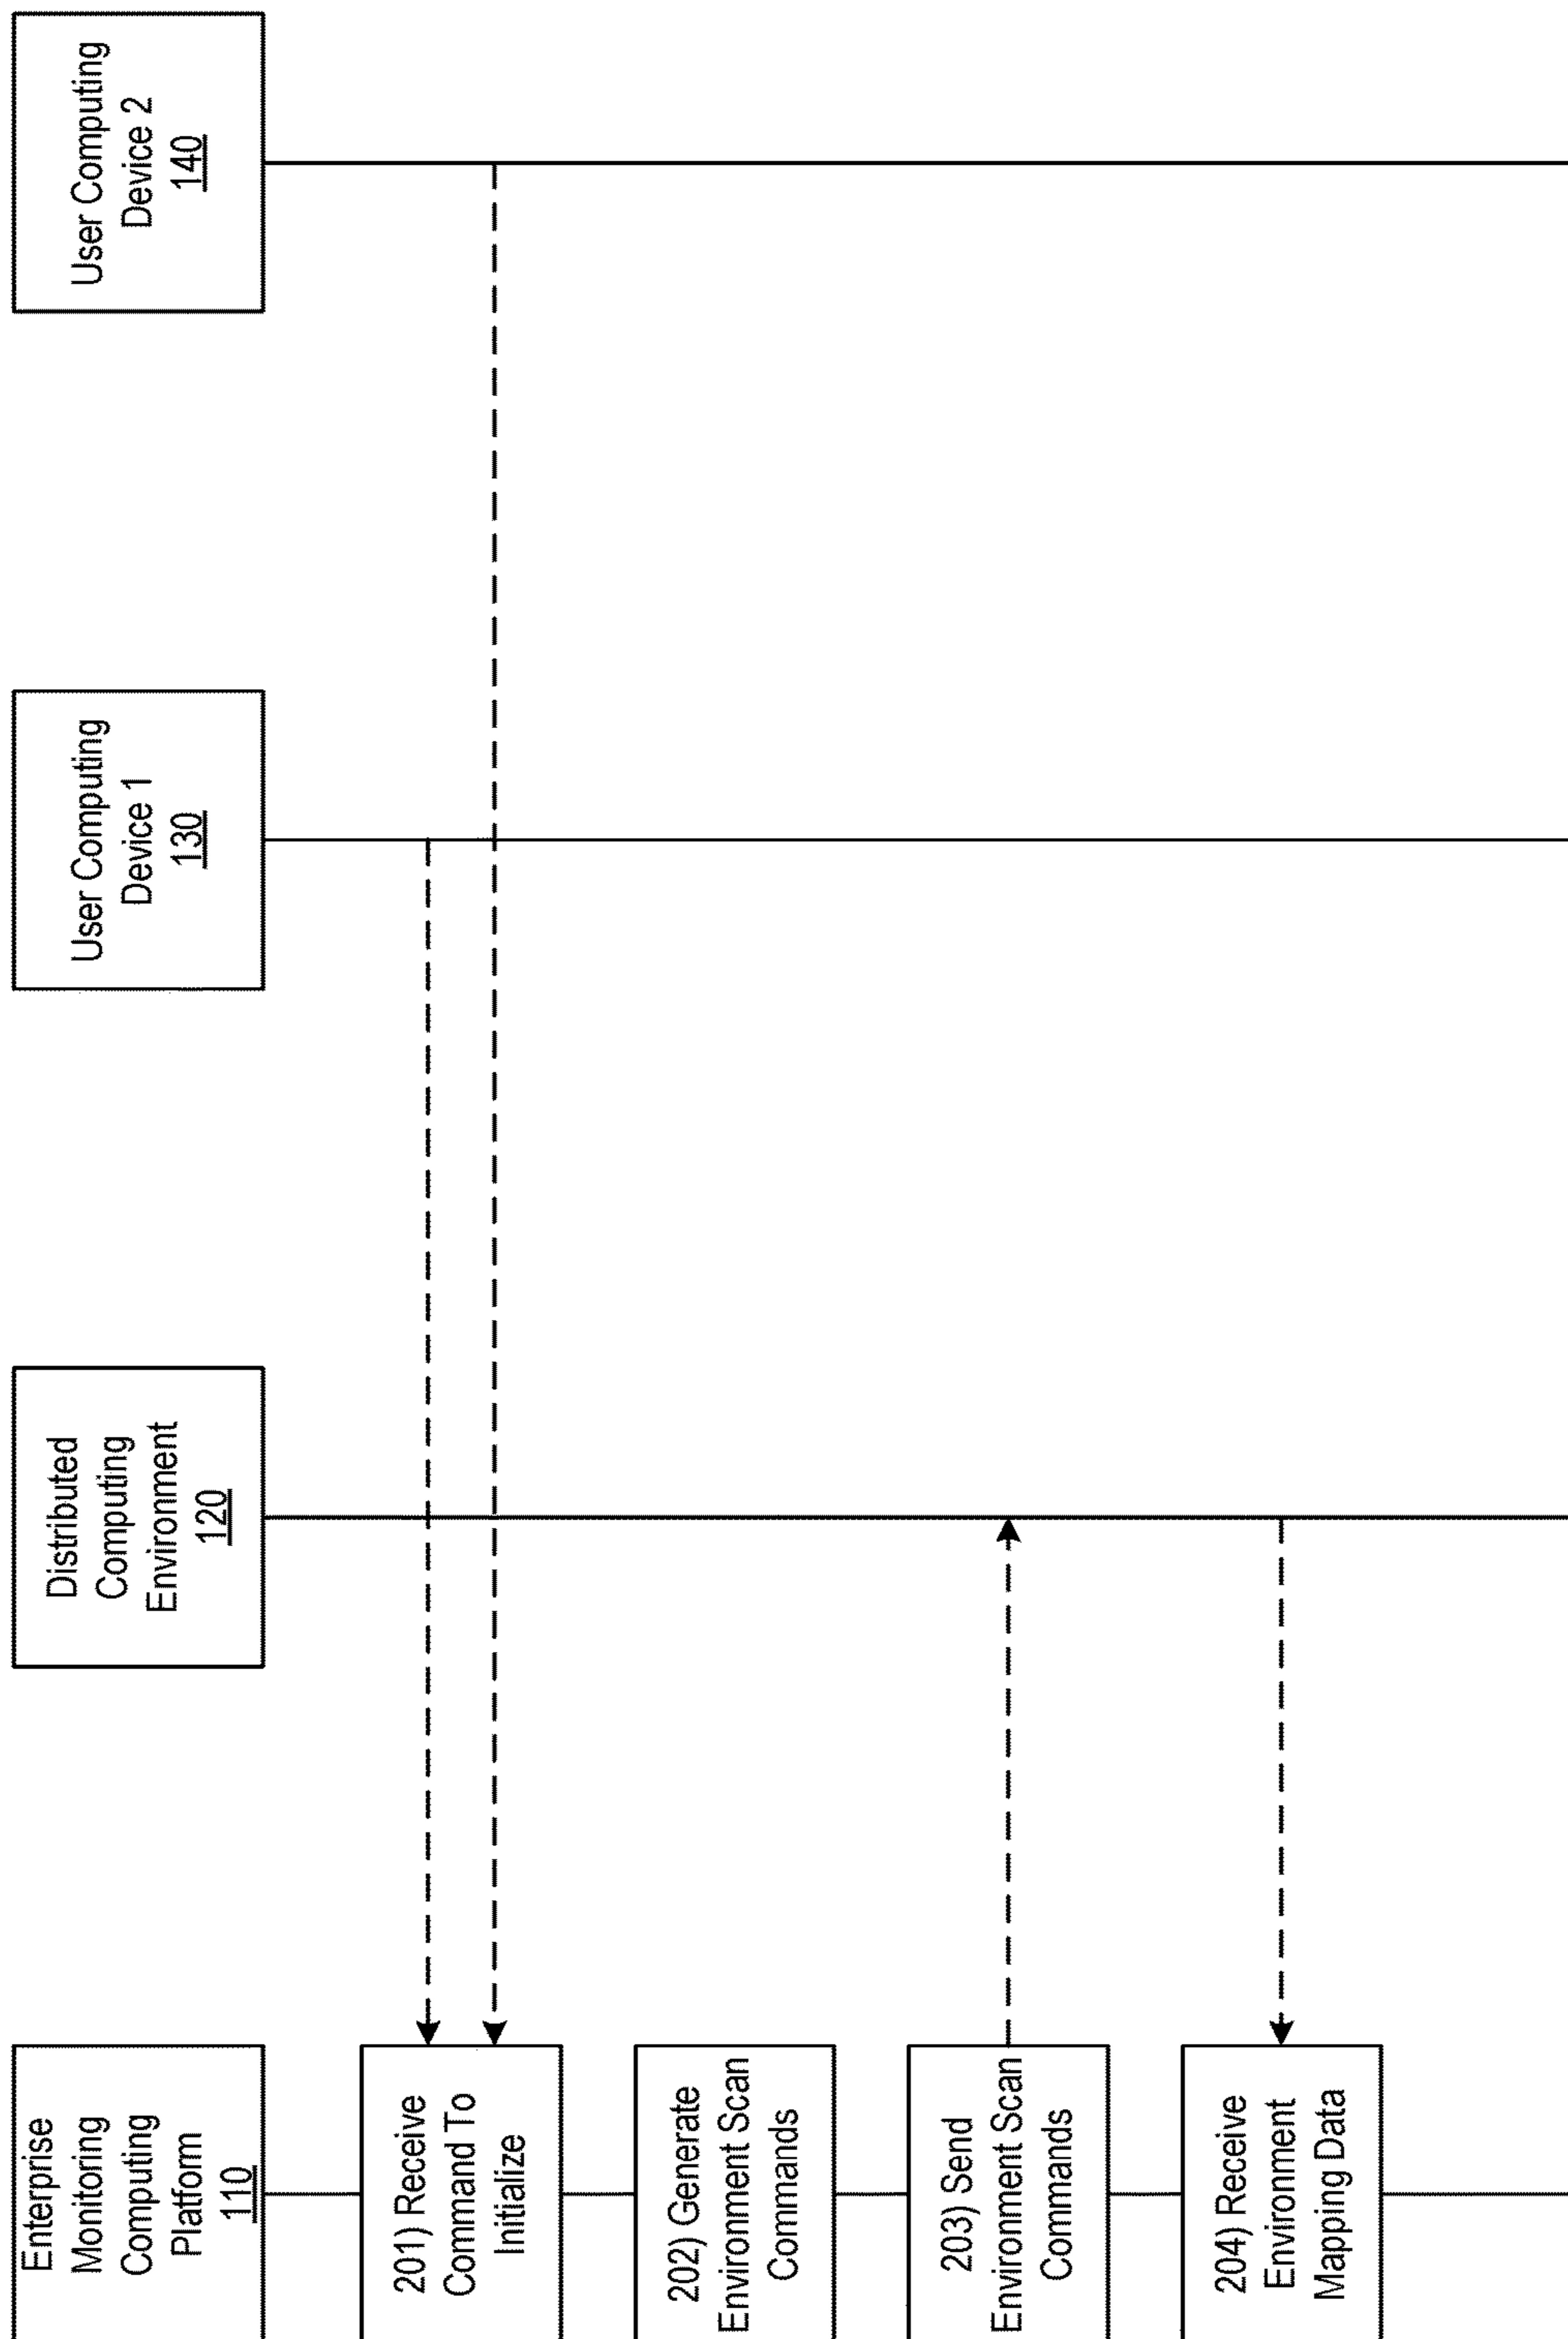 Enterprise
Monitoring
Computing
Platform
110
Distributed
Computing
Environment
120
User Computing
Device 1
130
User Computing
Device 2
140
201) Receive
Command To
Initialize
202) Generate
Environment Scan
Commands
203) Send
Environment Scan
Commands
204) Receive
Environment
Mapping Data